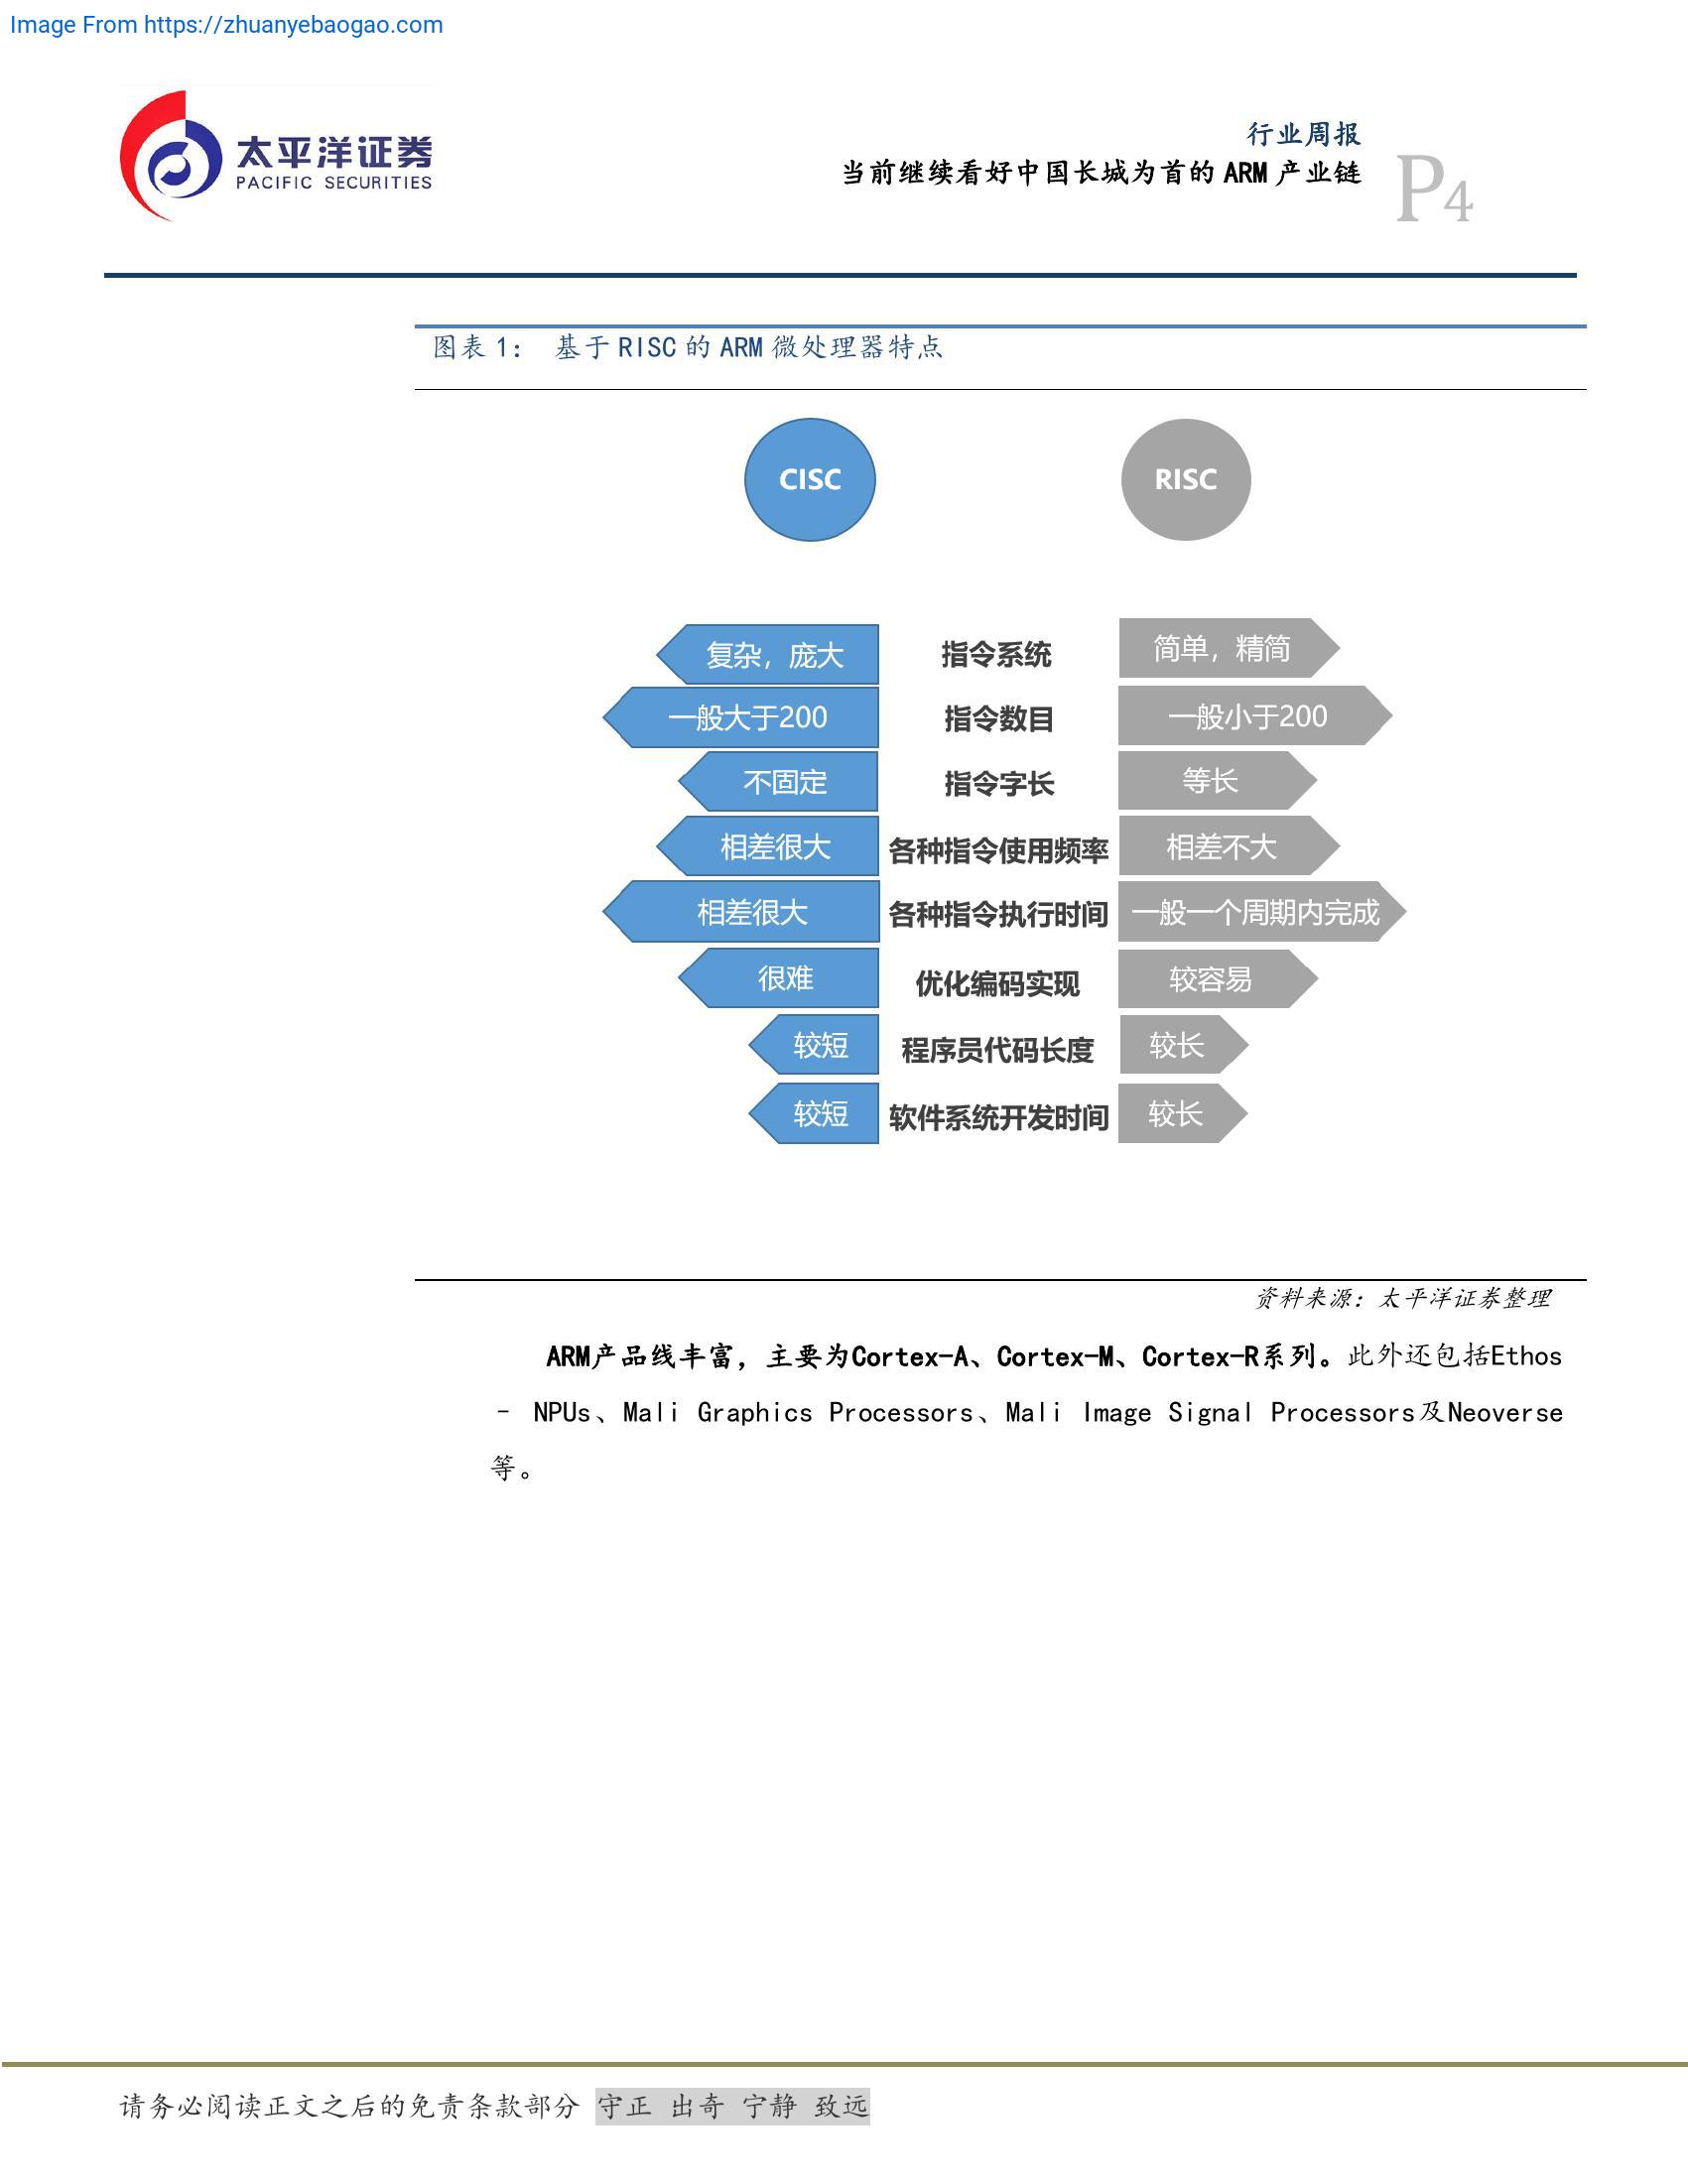 Image From https://zhuanyebaogao.com
太平洋证券
PACIFIC SECURITIES
行业周报
当前继续看好中国长城为首的 ARM 产业链
P4
图表 1： 基于 RISC 的 ARM 微处理器特点
CISC RISC
复杂，庞大 指令系统 简单，精简
一般大于200 指令数目 一般小于200
不固定 指令字长 等长
相差很大 各种指令使用频率 相差不大
相差很大 各种指令执行时间 一般一个周期内完成
很难 优化编码实现 较容易
较短 程序员代码长度 较长
较短 软件系统开发时间 较长
资料来源：太平洋证券整理
ARM产品线丰富，主要为Cortex-A、Cortex-M、Cortex-R系列。此外还包括Ethos
– NPUs、Mali Graphics Processors、Mali Image Signal Processors及Neoverse
等。
请务必阅读正文之后的免责条款部分 守正 出奇 宁静 致远